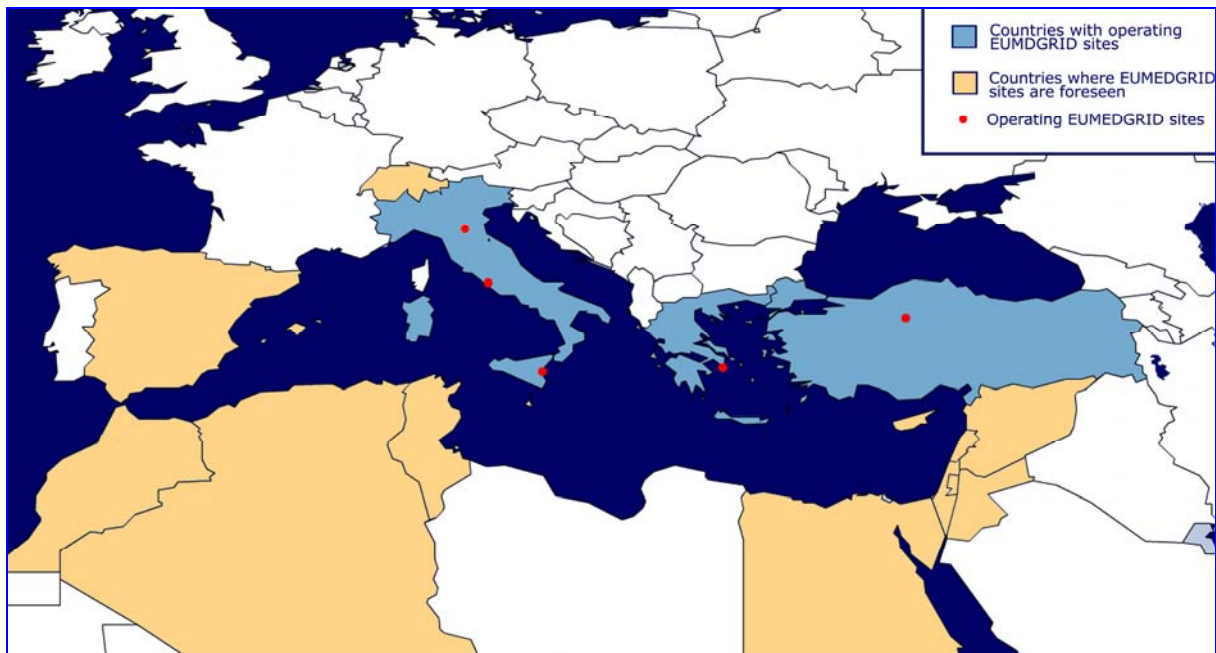 Countries with operating
EUMDGRID sites
Countries where EUMEDGRID
sites are foreseen
Operating EUMEDGRID sites